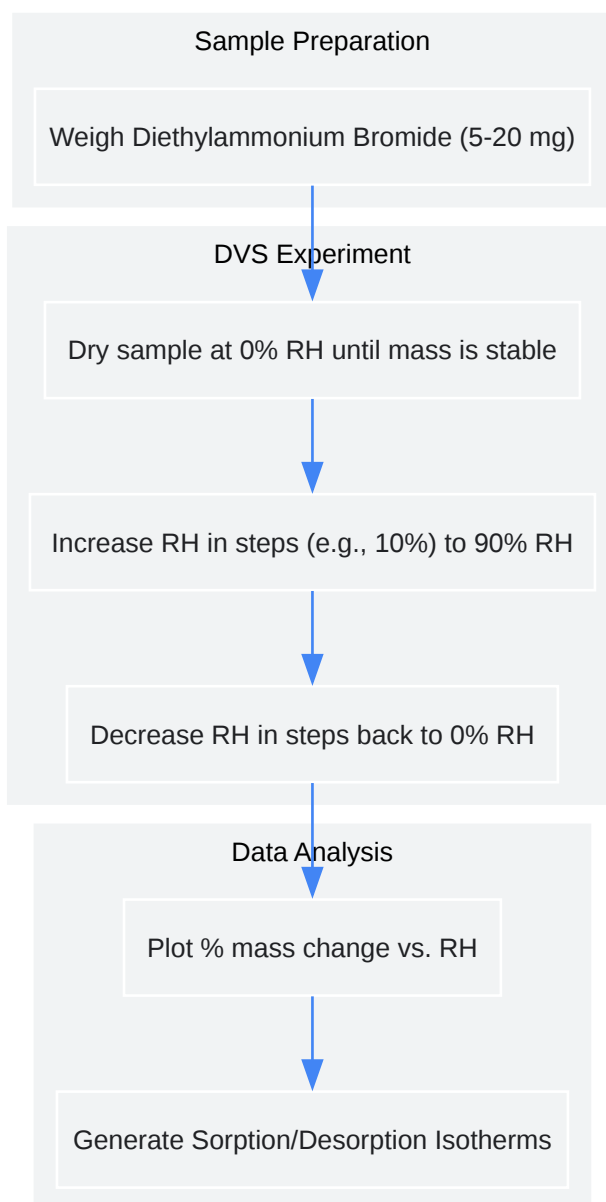 Sample Preparation
Weigh Diethylammonium Bromide (5-20 mg)
DVS Experiment
Dry sample at 0% RH until mass is stable
Increase RH in steps (e.g., 10%) to 90% RH
Decrease RH in steps back to 0% RH
Data Analysis
Plot % mass change vs. RH
Generate Sorption/Desorption Isotherms